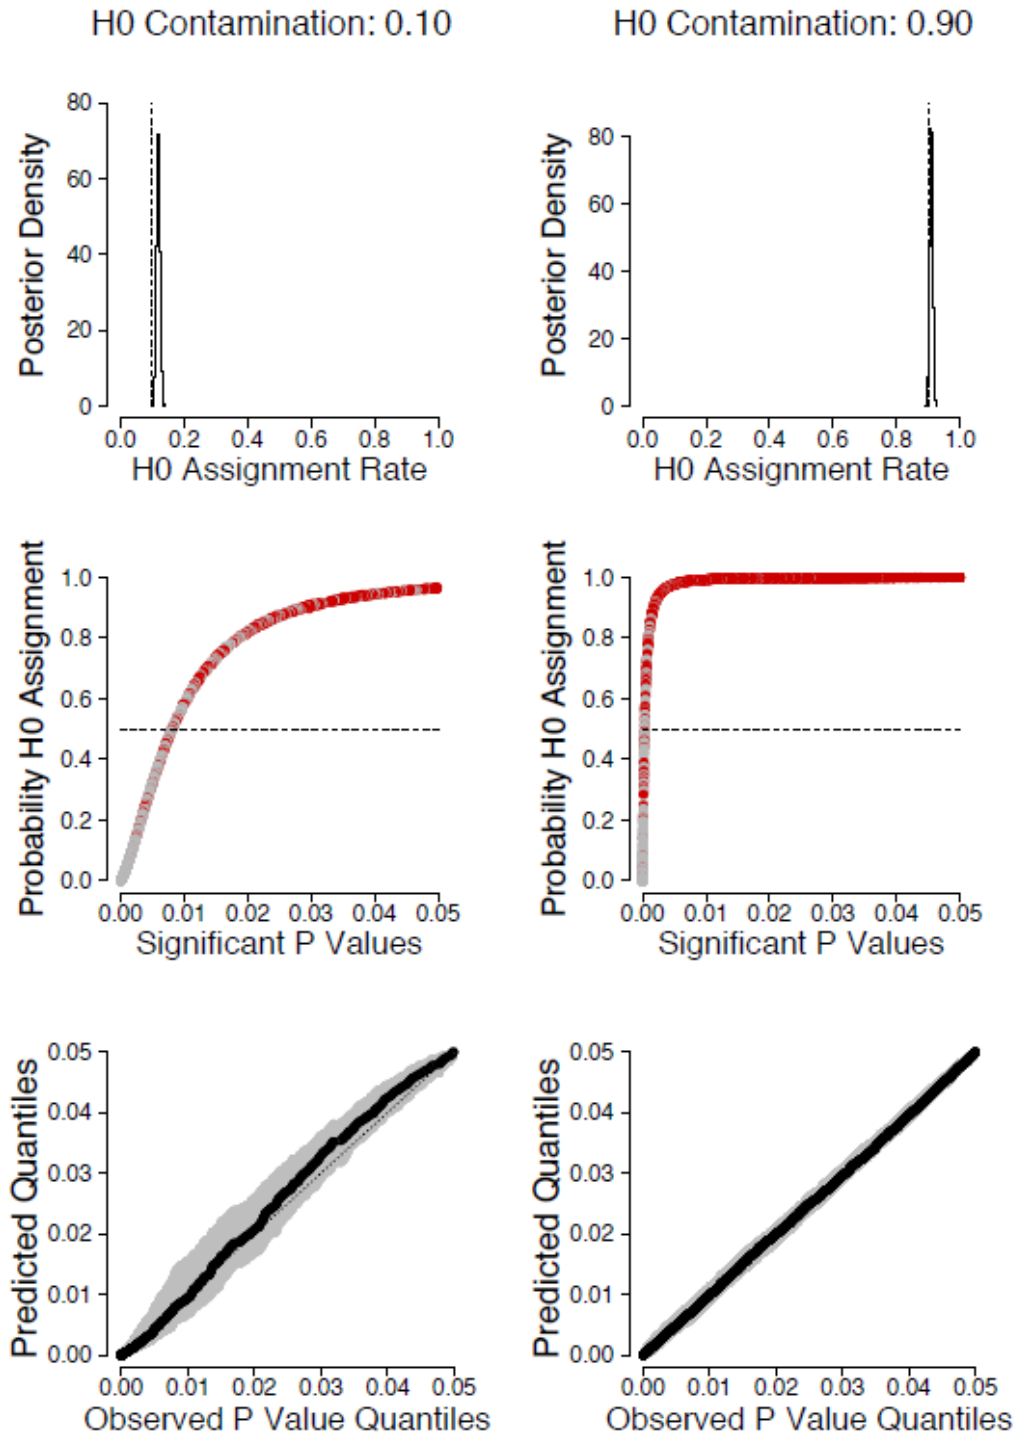 H0 Contamination: 0.10
H0 Contamination: 0.90
Posterior Density
80
60
40
20
0
0.0 0.2 0.4 0.6 0.8 1.0
H0 Assignment Rate
Posterior Density
80
60
40
20
0
0.0 0.2 0.4 0.6 0.8 1.0
H0 Assignment Rate
Probability H0 Assignment
1.0
0.8
0.6
0.4
0.2
0.0
0.00 0.01 0.02 0.03 0.04 0.05
Significant P Values
Probability H0 Assignment
1.0
0.8
0.6
0.4
0.2
0.0
0.00 0.01 0.02 0.03 0.04 0.05
Significant P Values
Predicted Quantiles
0.05
0.04
0.03
0.02
0.01
0.00
0.00 0.01 0.02 0.03 0.04 0.05
Observed P Value Quantiles
Predicted Quantiles
0.05
0.04
0.03
0.02
0.01
0.00
0.00 0.01 0.02 0.03 0.04 0.05
Observed P Value Quantiles